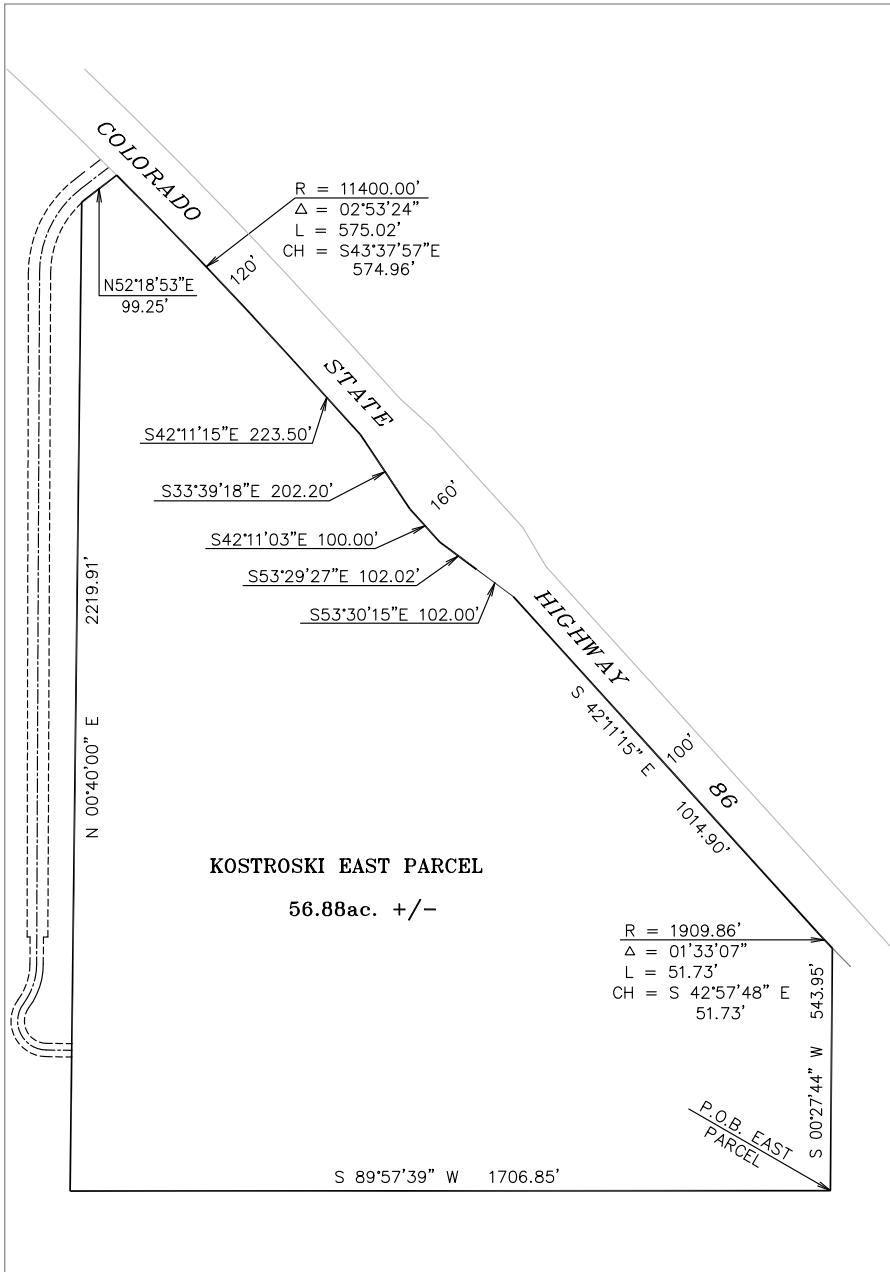 COLORADO
R = 11400.00'
Δ = 02°53'24"
L = 575.02'
CH = S43°37'57"E
574.96'
120'
N52°18'53"E
99.25'
STATE
S42°11'15"E 223.50'
S33°39'18"E 202.20'
160'
S42°11'03"E 100.00'
S53°29'27"E 102.02'
S53°30'15"E 102.00'
HIGHWAY
2219.91'
N 00°40'00" E
S 42°11'15" E
100'
86
1014.90'
KOSTROSKI EAST PARCEL
56.88ac. +/-
R = 1909.86'
Δ = 01°33'07"
L = 51.73'
CH = S 42°57'48" E
51.73'
S 00°27'44" W 543.95'
P.O.B. EAST
PARCEL
S 89°57'39" W 1706.85'